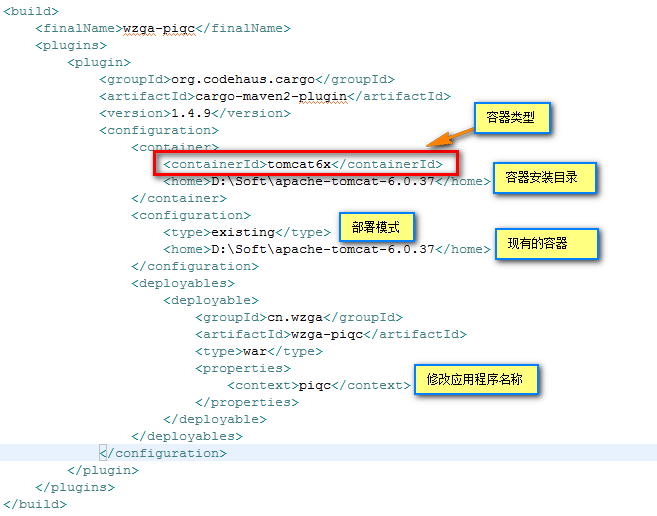 <build>
<finalName>wzga-piqc</finalName>
<plugins>
<plugin>
<groupId>org.codehaus.cargo</groupId>
<artifactId>cargo-maven2-plugin</artifactId>
<version>1.4.9</version>
<configuration>
容器类型
<container>
<containerId>tomcat6x</containerId>
<home>D:\Soft\apache-tomcat-6.0.37</home>
容器安装目录
</container>
<configuration>
<type>existing</type>
部署模式
<home>D:\Soft\apache-tomcat-6.0.37</home>
现有的容器
</configuration>
<deployables>
<deployable>
<groupId>cn.wzga</groupId>
<artifactId>wzga-piqc</artifactId>
<type>war</type>
<properties>
<context>piqc</context>
修改应用程序名称
</properties>
</deployable>
</deployables>
</configuration>
</plugin>
</plugins>
</build>